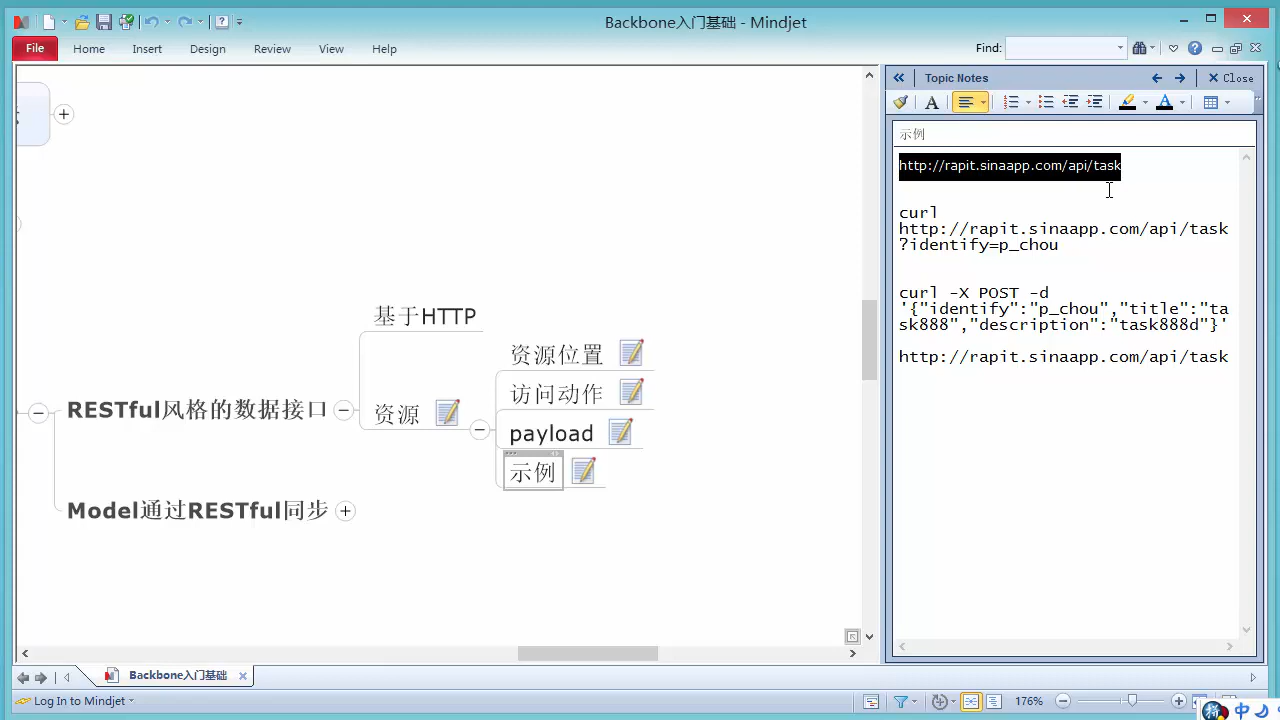 Backbone入门基础 - Mindjet
File Home Insert Design Review View Help
Find:
Topic Notes
Close
示例
http://rapit.sinaapp.com/api/task
curl
http://rapit.sinaapp.com/api/task
?identify=p_chou
curl -X POST -d
'{"identify":"p_chou","title":"ta
sk888","description":"task888d"}'
http://rapit.sinaapp.com/api/task
基于HTTP
资源位置
访问动作
RESTful风格的数据接口
资源
payload
示例
Model通过RESTful同步
Backbone入门基础
Log In to Mindjet
176%
拼 中